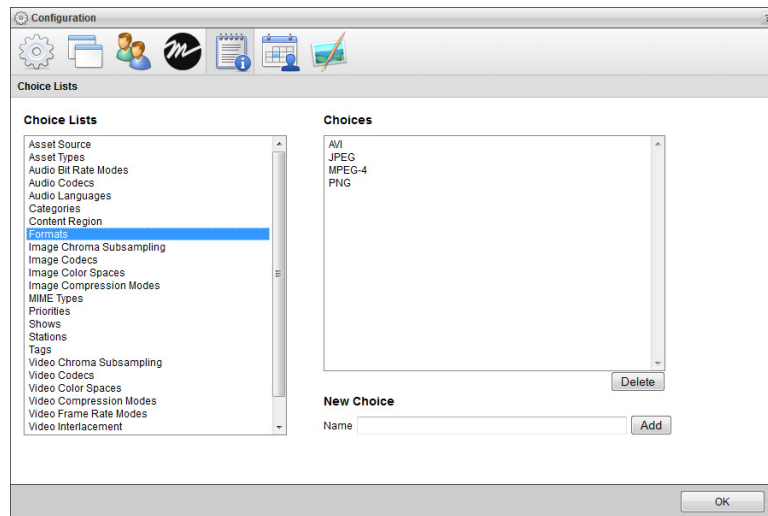 Configuration
Choice Lists
Choice Lists
Asset Source
Asset Types
Audio Bit Rate Modes
Audio Codecs
Audio Languages
Categories
Content Region
Formats
Image Chroma Subsampling
Image Codecs
Image Color Spaces
Image Compression Modes
MIME Types
Priorities
Shows
Stations
Tags
Video Chroma Subsampling
Video Codecs
Video Color Spaces
Video Compression Modes
Video Frame Rate Modes
Video Interlacement
Choices
AVI
JPEG
MPEG-4
PNG
Delete
New Choice
Name
Add
OK